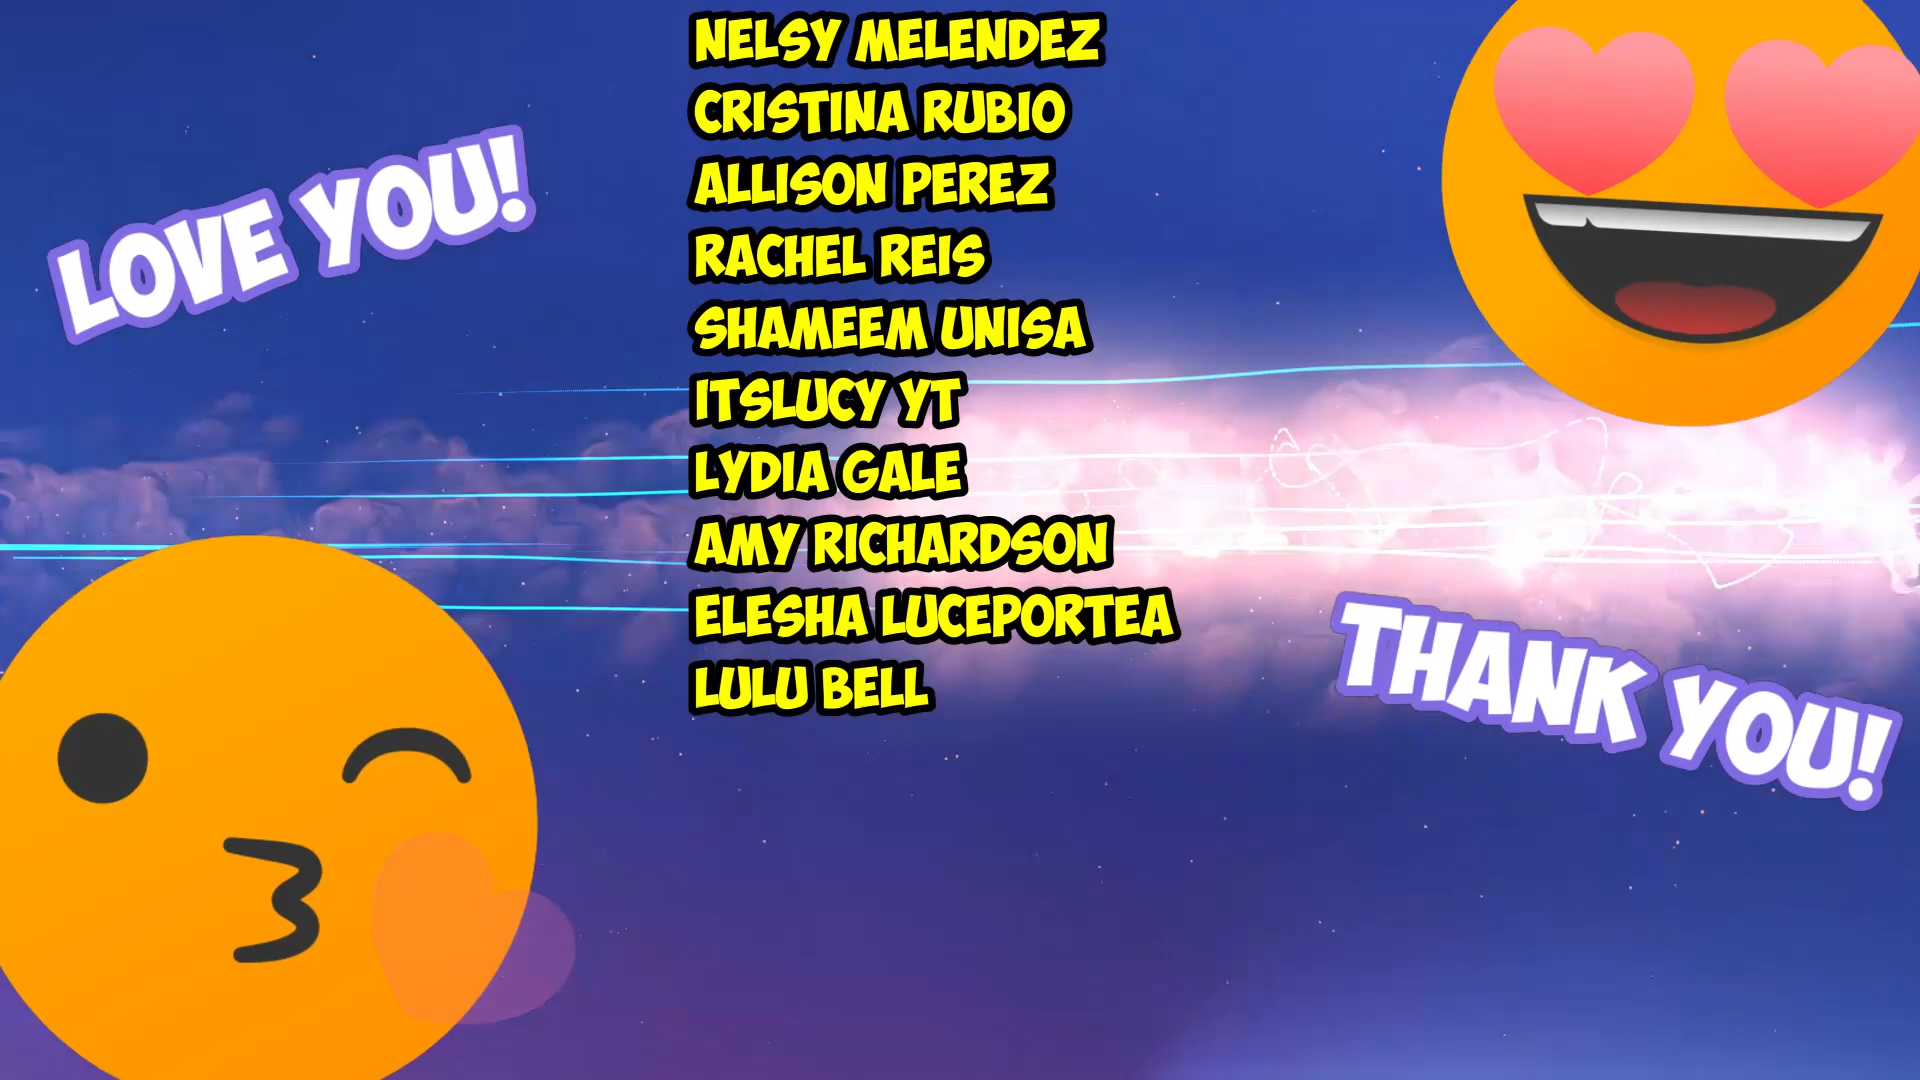 NELSY MELENDEZ
CRISTINA RUBIO
ALLISON PEREZ
RACHEL REIS
SHAMEEM UNISA
ITSLUCY YT
LYDIA GALE
AMY RICHARDSON
ELESHA LUCEPORTEA
LULU BELL
LOVE YOU!
THANK YOU!